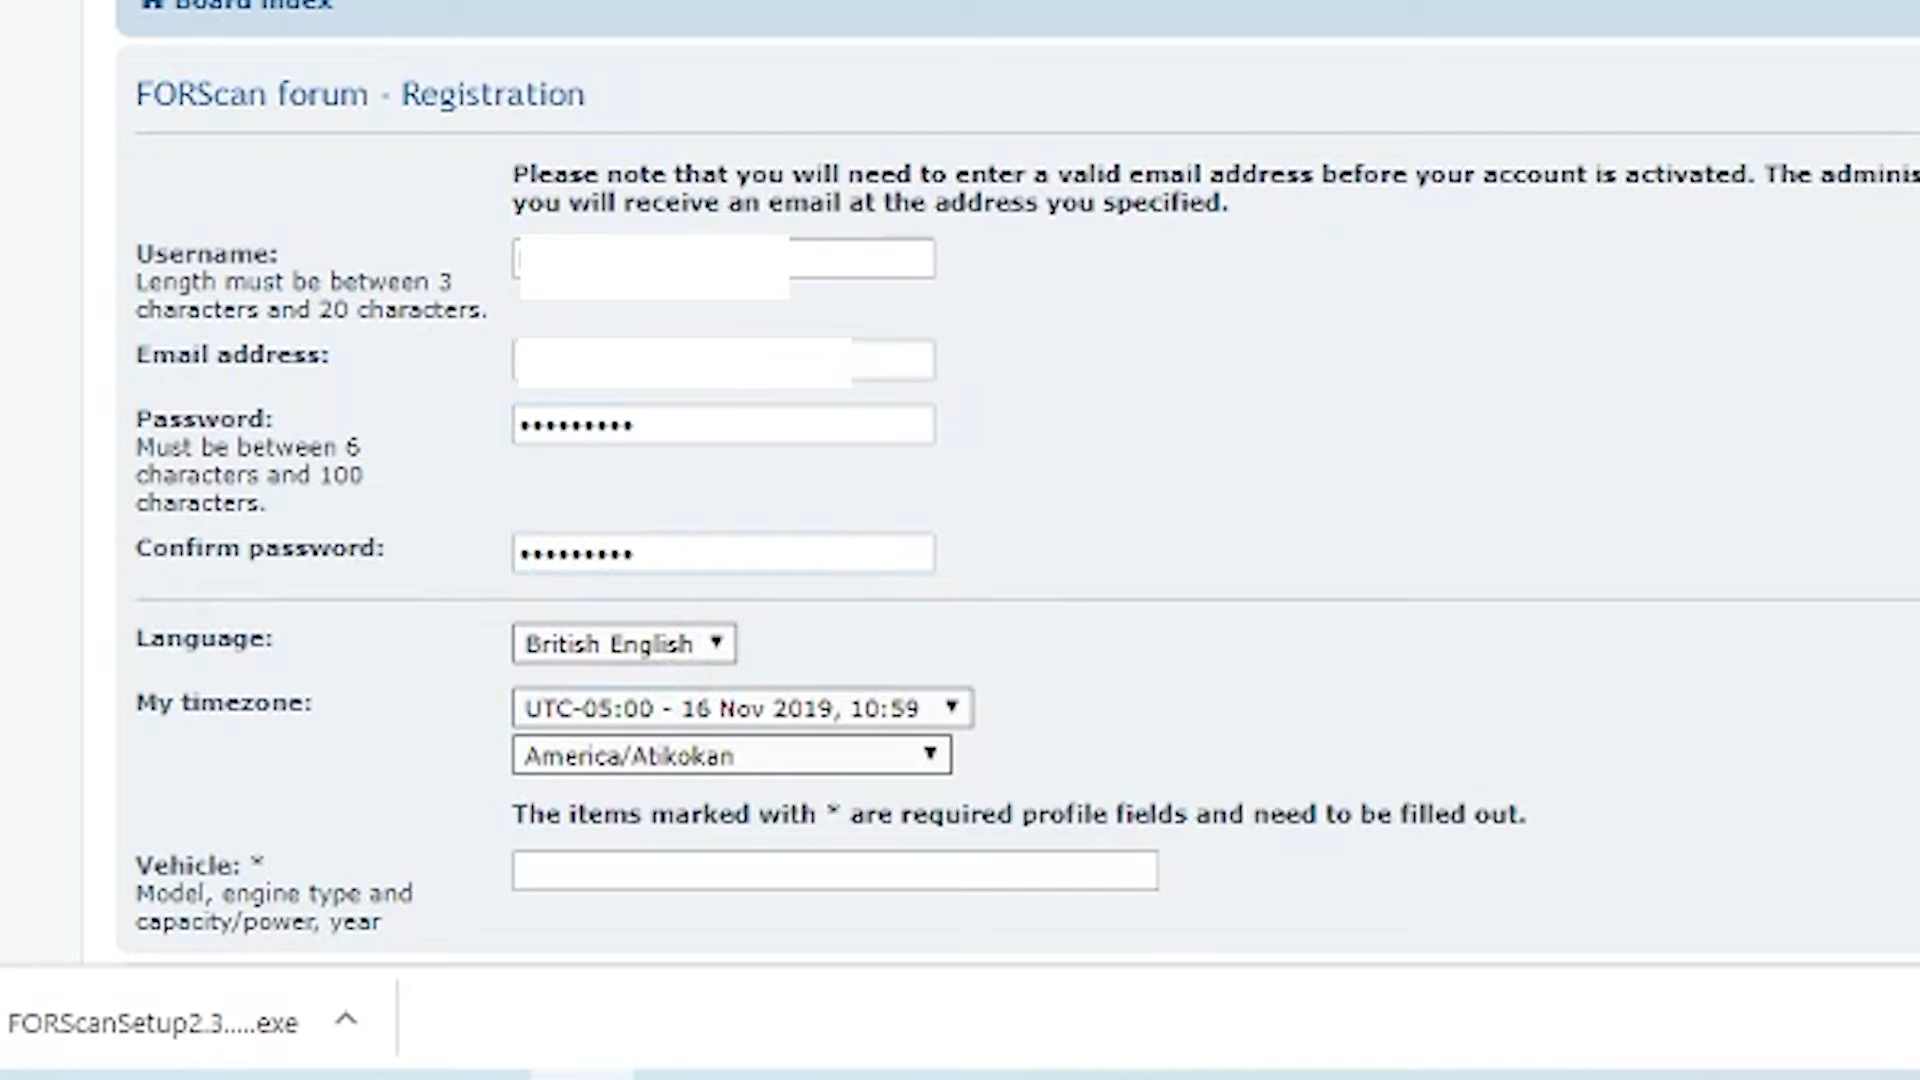 Board index
FORScan forum - Registration
Please note that you will need to enter a valid email address before your account is activated. The
you will receive an email at the address you specified.
Username:
Length must be between 3
characters and 20 characters.
Email address:
Password:
Must be between 6
characters and 100
characters.
•••••••••
Confirm password:
•••••••••
Language:
British English
My timezone:
UTC-05:00 - 16 Nov 2019, 10:59
America/Atikokan
The items marked with * are required profile fields and need to be filled out.
Vehicle: *
Model, engine type and
capacity/power, year
FORScanSetup2.3.....exe